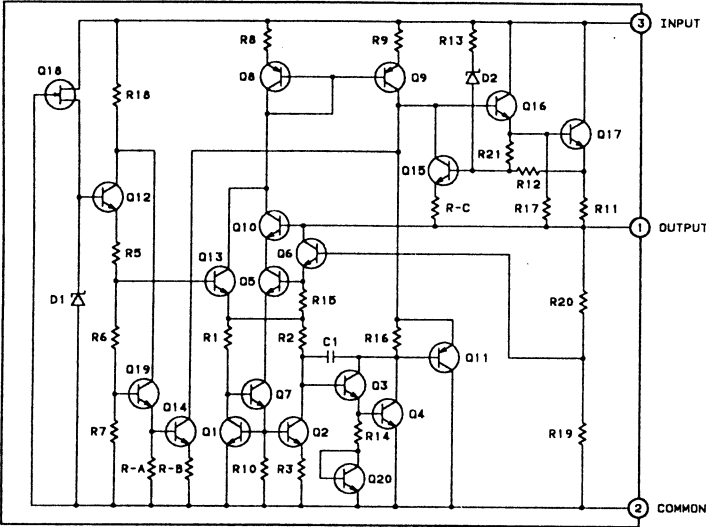 3 INPUT
R8
R9
R13
Q18
Q8
Q9
D2
R18
Q16
Q17
R21
Q15
R12
Q12
R-C
R17
R11
Q10
1 OUTPUT
Q6
R5
Q13
Q5
D1
R15
R20
R6
R1
R2
C1
R16
Q11
Q19
Q7
Q3
Q14
Q4
R7
Q1
Q2
R14
R19
R-A
R-B
R10
R3
Q20
2 COMMON